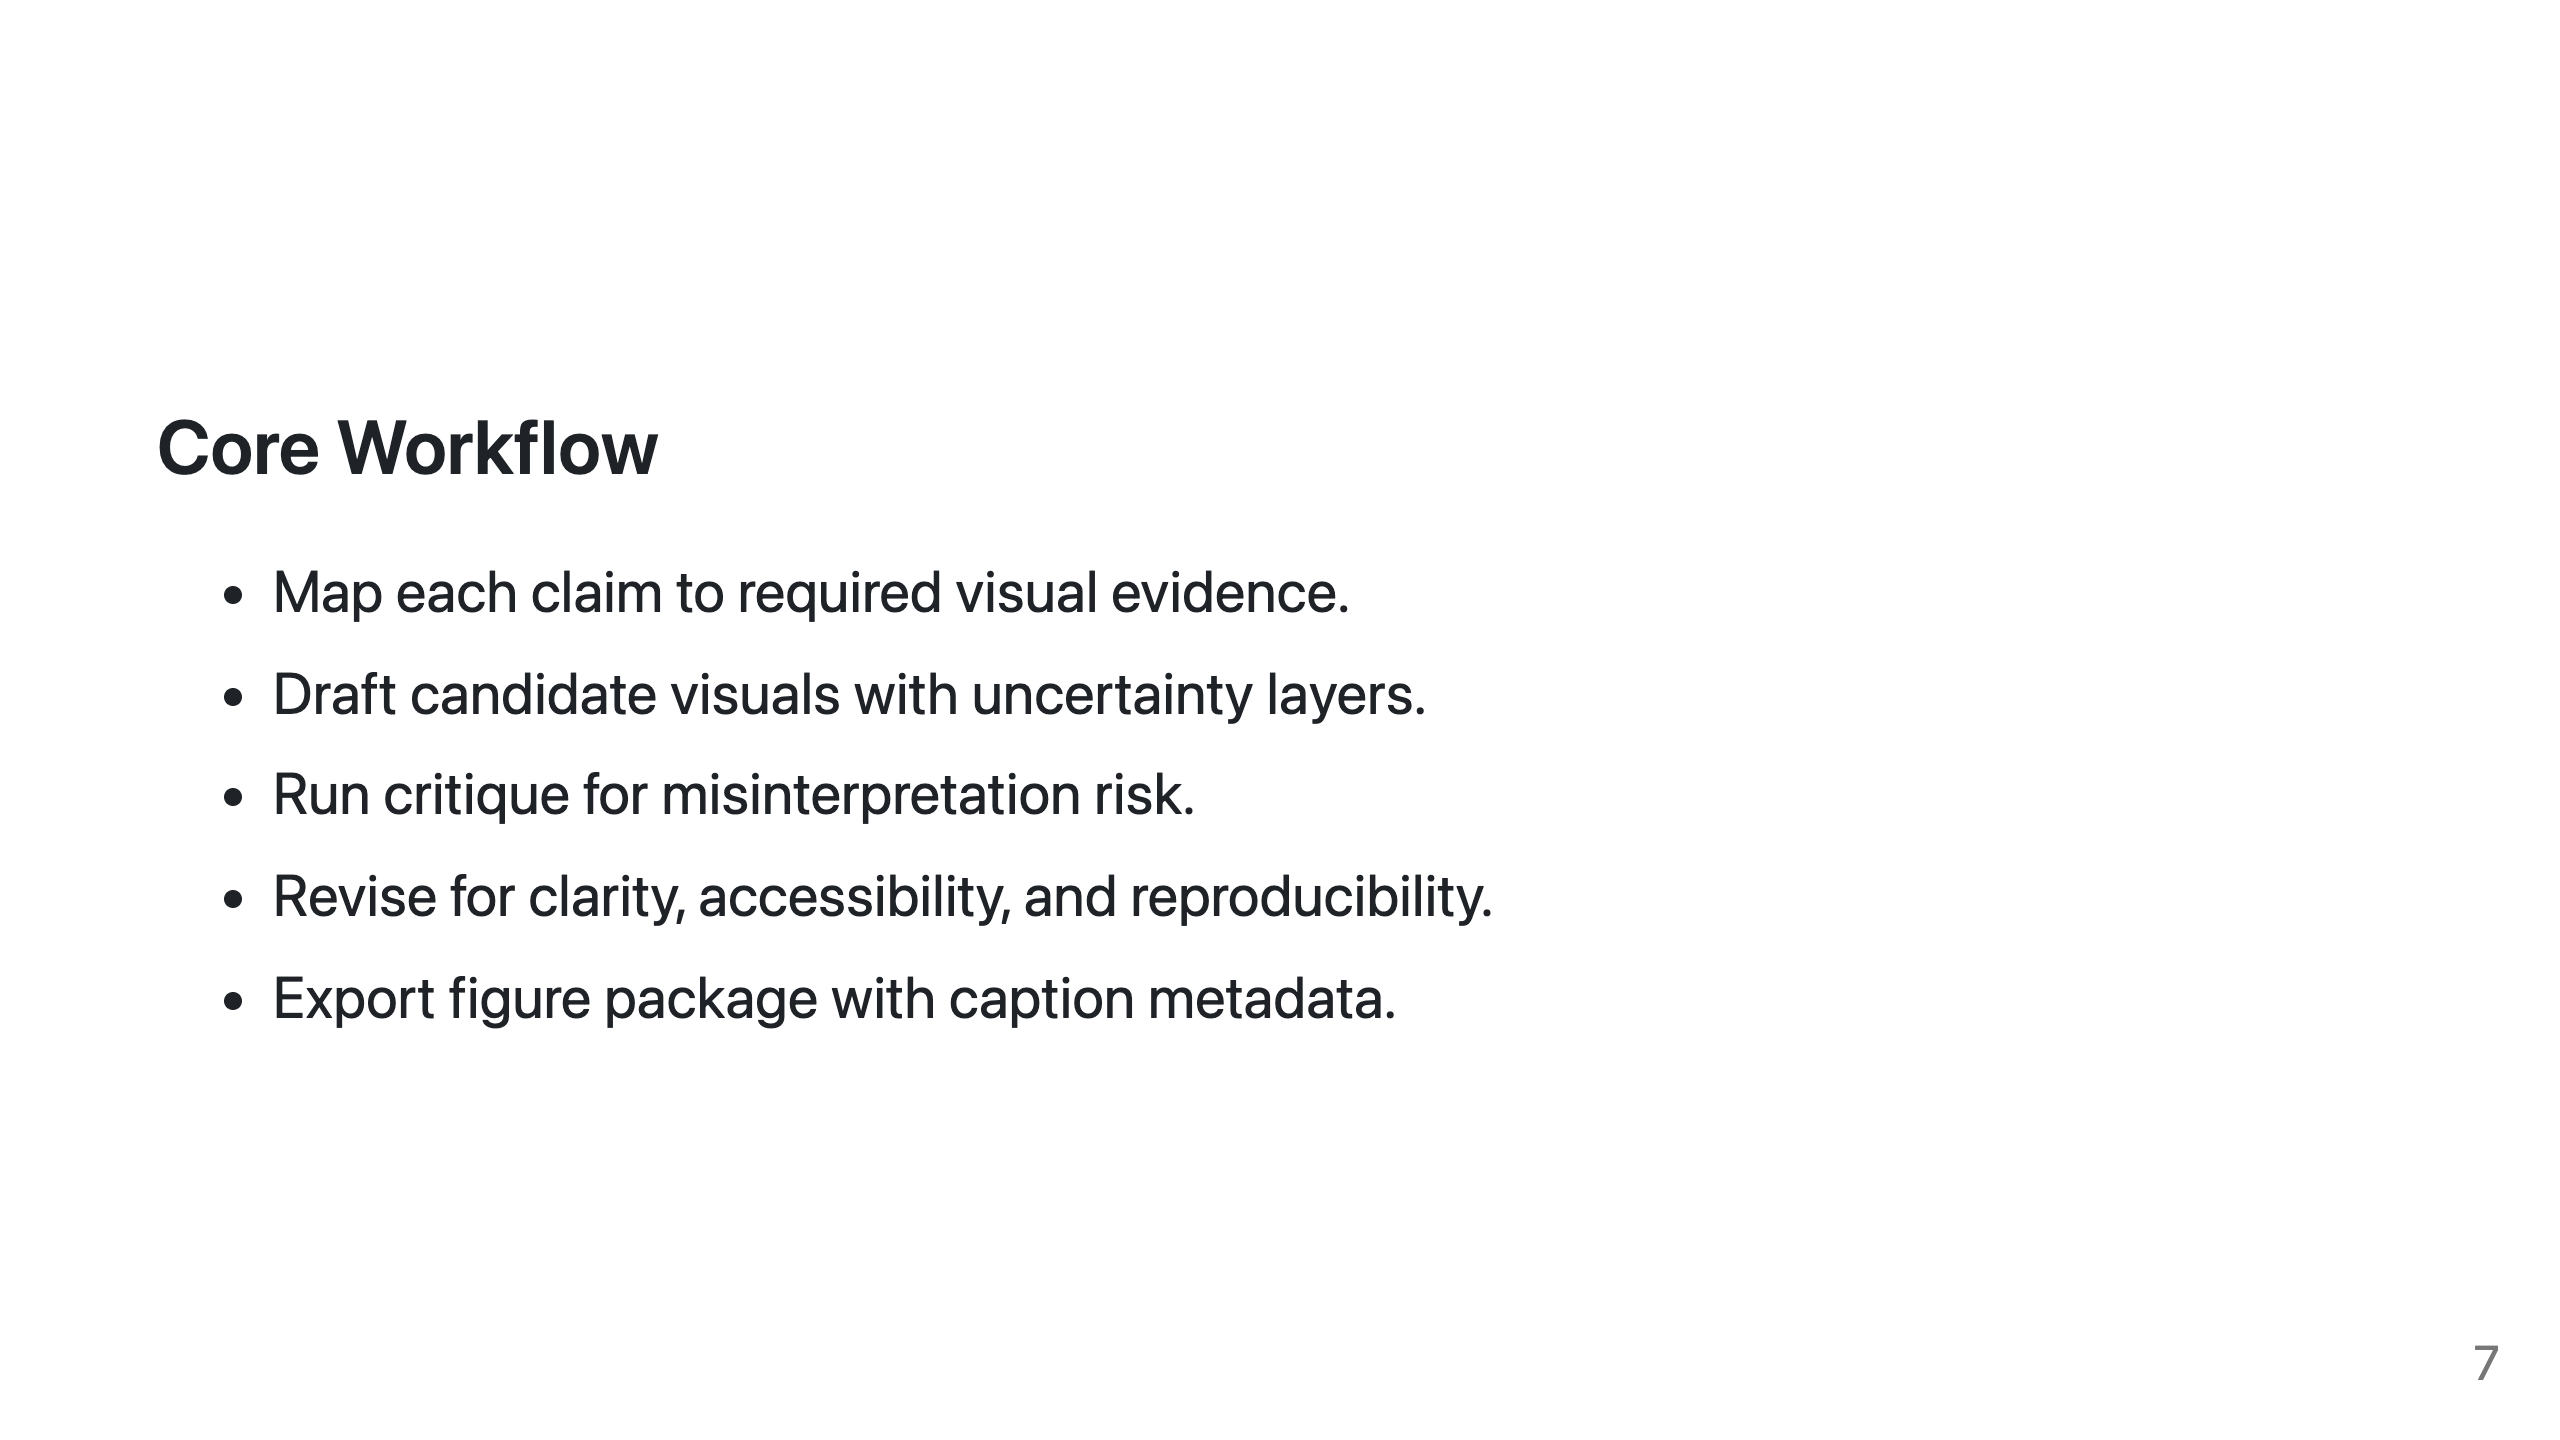 Core Workflow
• Map each claim to required visual evidence.
• Draft candidate visuals with uncertainty layers.
• Run critique for misinterpretation risk.
• Revise for clarity, accessibility, and reproducibility.
• Export figure package with caption metadata.
7